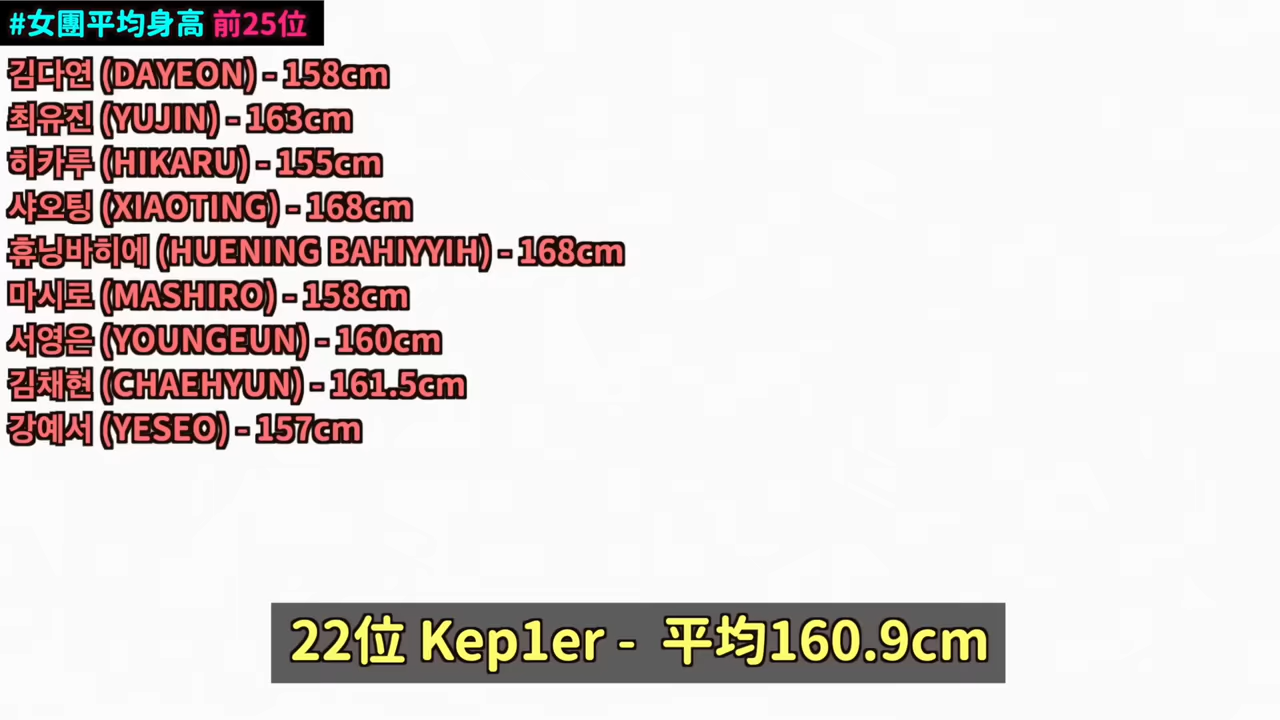 #女團平均身高 前25位
김다연 (DAYEON) - 158cm
최유진 (YUJIN) - 163cm
히카루 (HIKARU) - 155cm
샤오팅 (XIAOTING) - 168cm
휴닝바히에 (HUENING BAHIYYIH) - 168cm
마시로 (MASHIRO) - 158cm
서영은 (YOUNGEUN) - 160cm
김채현 (CHAEHYUN) - 161.5cm
강예서 (YESEO) - 157cm
22位 Kep1er - 平均160.9cm